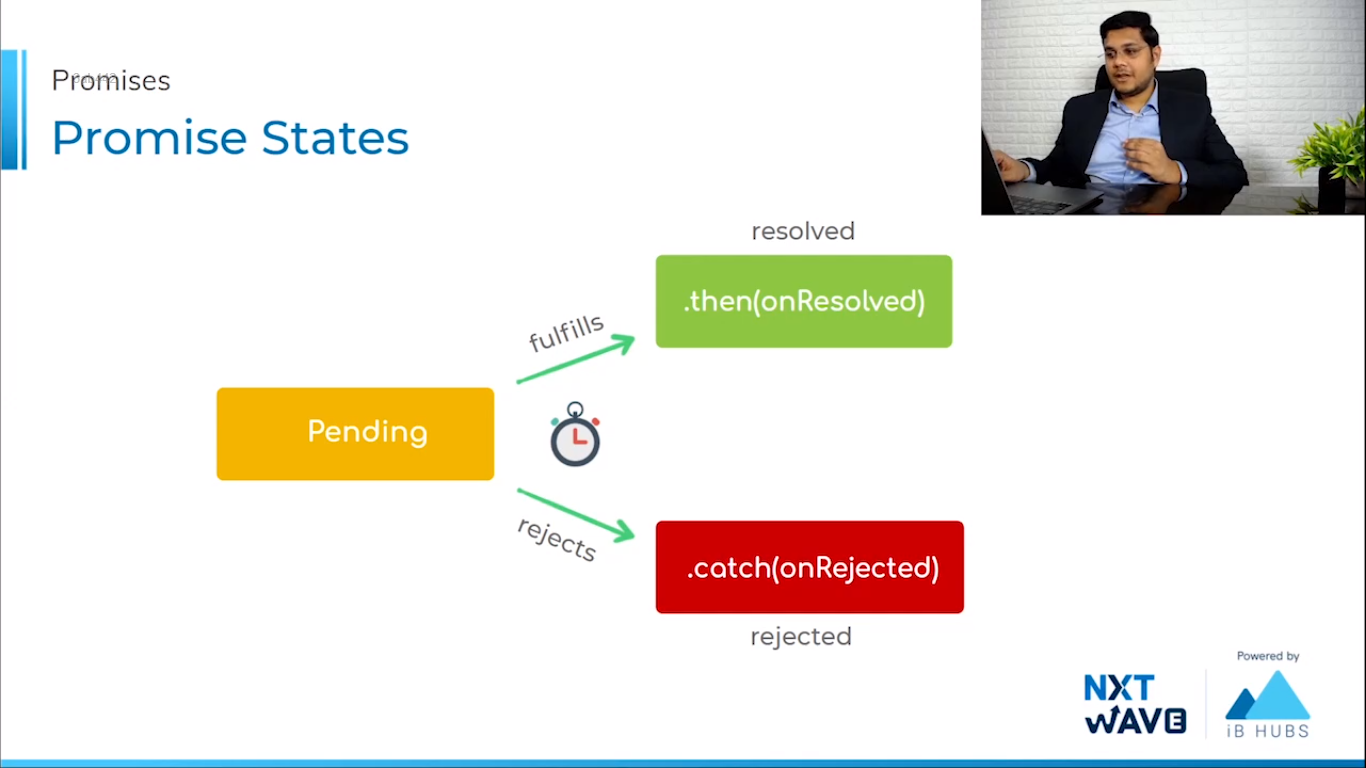 Promises
Promise States
resolved
.then(onResolved)
fulfills
Pending
rejects
.catch(onRejected)
rejected
Powered by
NXT
WAVE
iB HUBS